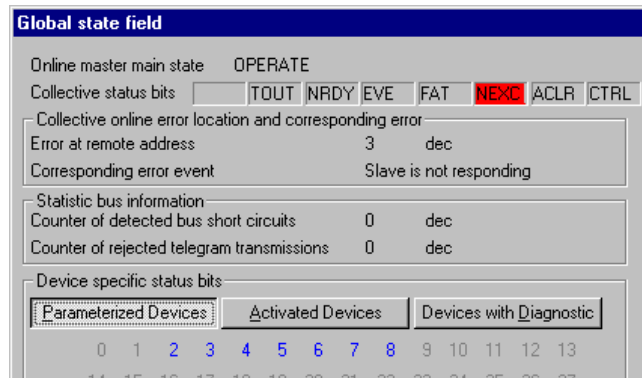 Global state field
Online master main state OPERATE
Collective status bits TOUT NRDY EVE FAT NEXC ACLR CTRL
Collective online error location and corresponding error
Error at remote address 3 dec
Corresponding error event Slave is not responding
Statistic bus information
Counter of detected bus short circuits 0 dec
Counter of rejected telegram transmissions 0 dec
Device specific status bits
Parameterized Devices Activated Devices Devices with Diagnostic
0 1 2 3 4 5 6 7 8 9 10 11 12 13